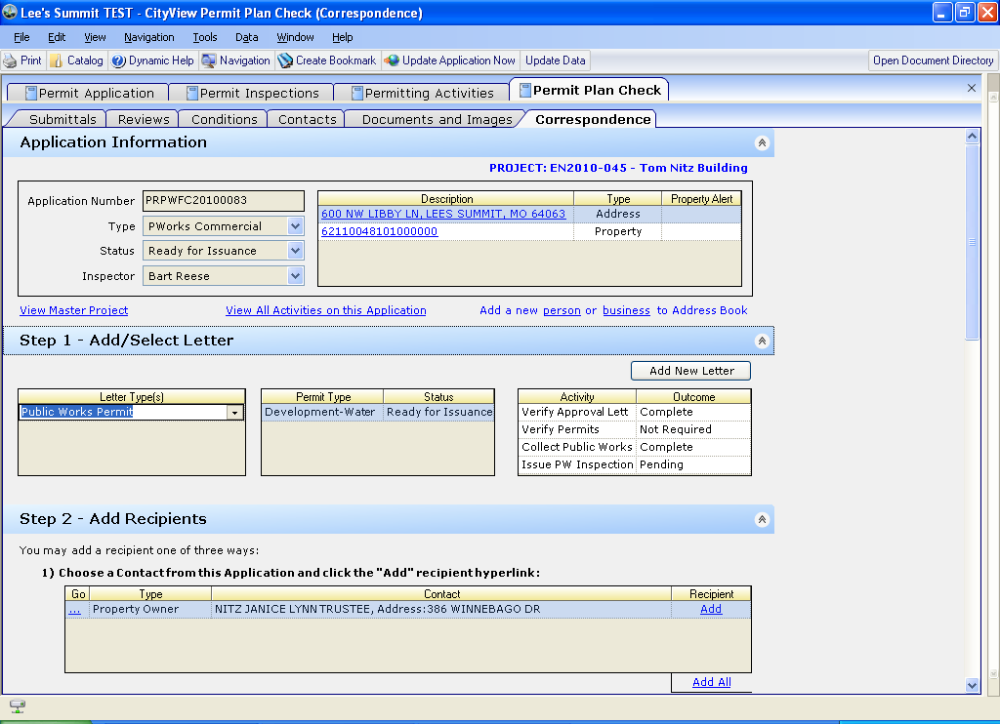 Lee's Summit TEST - CityView Permit Plan Check (Correspondence)
File Edit View Navigation Tools Data Window Help
Print Catalog Dynamic Help Navigation Create Bookmark Update Application Now Update Data Open Document Directory
Permit Application Permit Inspections Permitting Activities Permit Plan Check
Submittals Reviews Conditions Contacts Documents and Images Correspondence
Application Information
PROJECT: EN2010-045 - Tom Nitz Building
Application Number PRPWFC20100083
Type PWorks Commercial
Status Ready for Issuance
Inspector Bart Reese
Description Type Property Alert
600 NW LIBBY LN, LEES SUMMIT, MO 64063 Address
62110048101000000 Property
View Master Project View All Activities on this Application Add a new person or business to Address Book
Step 1 - Add/Select Letter
Add New Letter
Letter Type(s)
Public Works Permit
Permit Type Status
Development-Water Ready for Issuance
Activity Outcome
Verify Approval Lett Complete
Verify Permits Not Required
Collect Public Works Complete
Issue PW Inspection Pending
Step 2 - Add Recipients
You may add a recipient one of three ways:
1) Choose a Contact from this Application and click the "Add" recipient hyperlink:
Go Type Contact Recipient
... Property Owner NITZ JANICE LYNN TRUSTEE, Address:386 WINNEBAGO DR Add
Add All